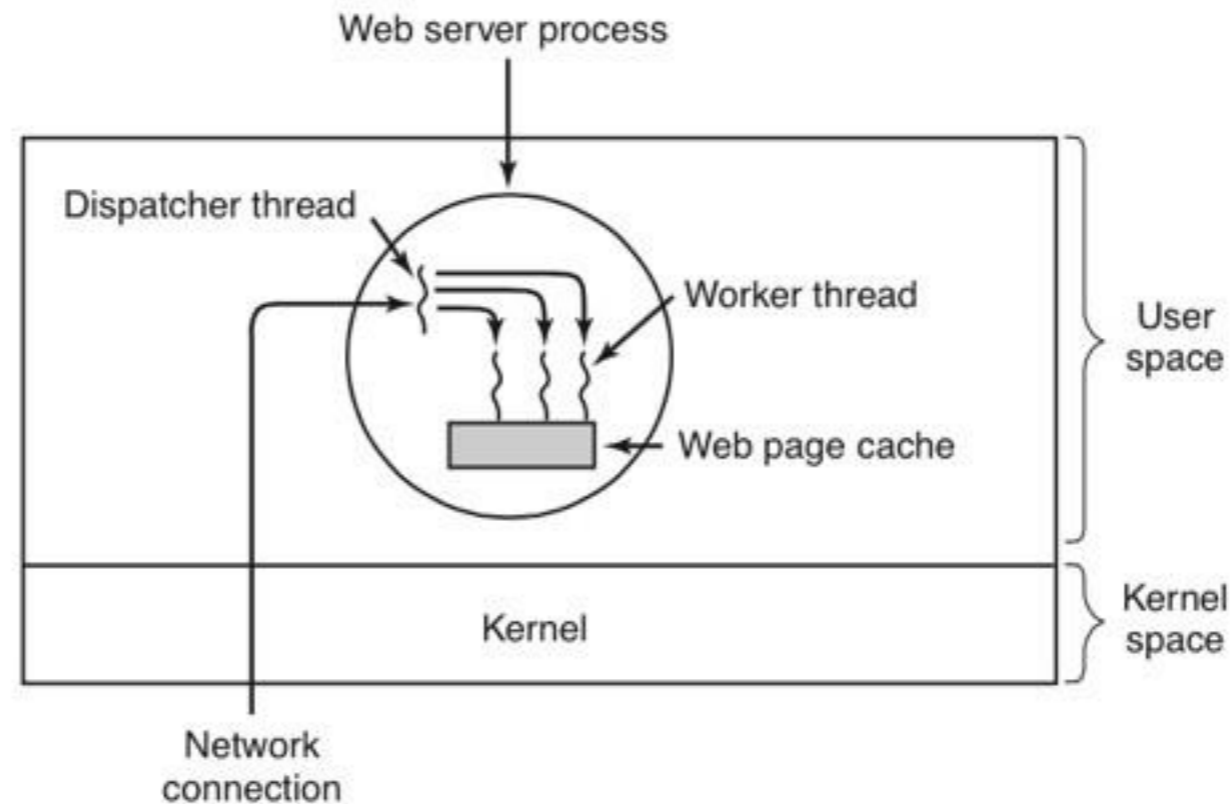 Web server process
Dispatcher thread
Worker thread
User
space
Web page cache
Kernel
Kernel
space
Network
connection